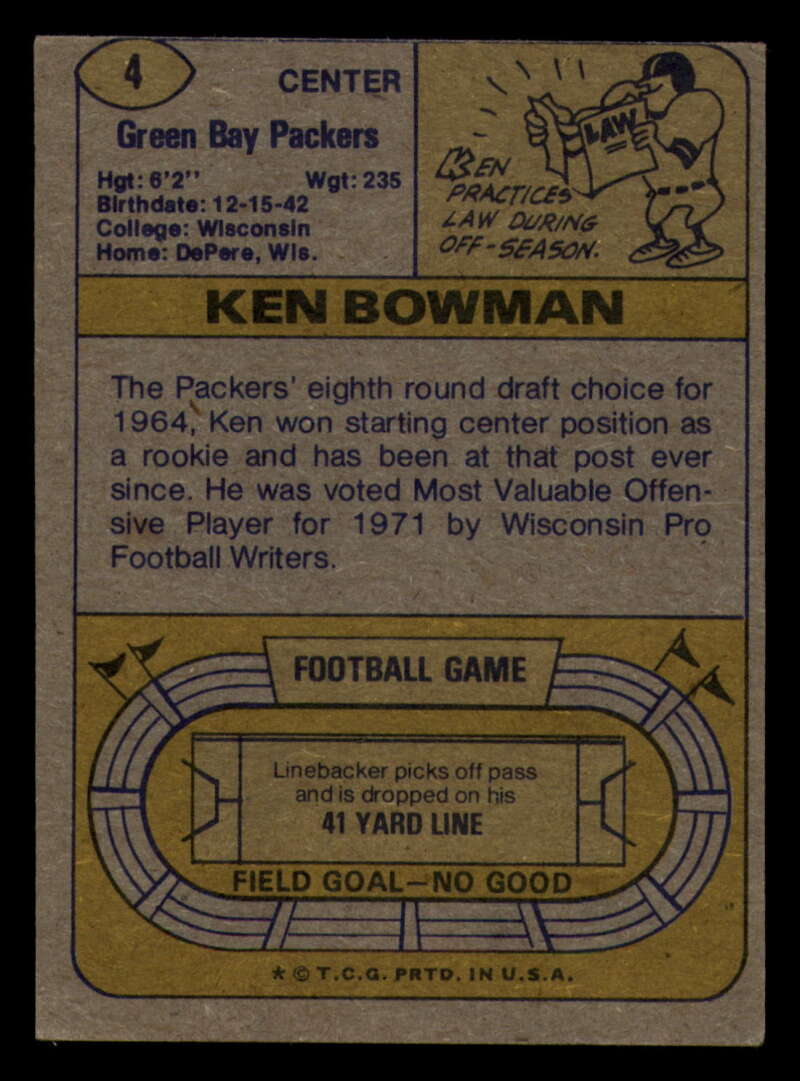 4
CENTER
Green Bay Packers
Hgt: 6'2" Wgt: 235
Birthdate: 12-15-42
College: Wisconsin
Home: DePere, Wis.
LAW
KEN
PRACTICES
LAW DURING
OFF-SEASON.
KEN BOWMAN
The Packers' eighth round draft choice for
1964, Ken won starting center position as
a rookie and has been at that post ever
since. He was voted Most Valuable Offen-
sive Player for 1971 by Wisconsin Pro
Football Writers.
FOOTBALL GAME
Linebacker picks off pass
and is dropped on his
41 YARD LINE
FIELD GOAL—NO GOOD
* © T.C.G. PRTD. IN U.S.A.